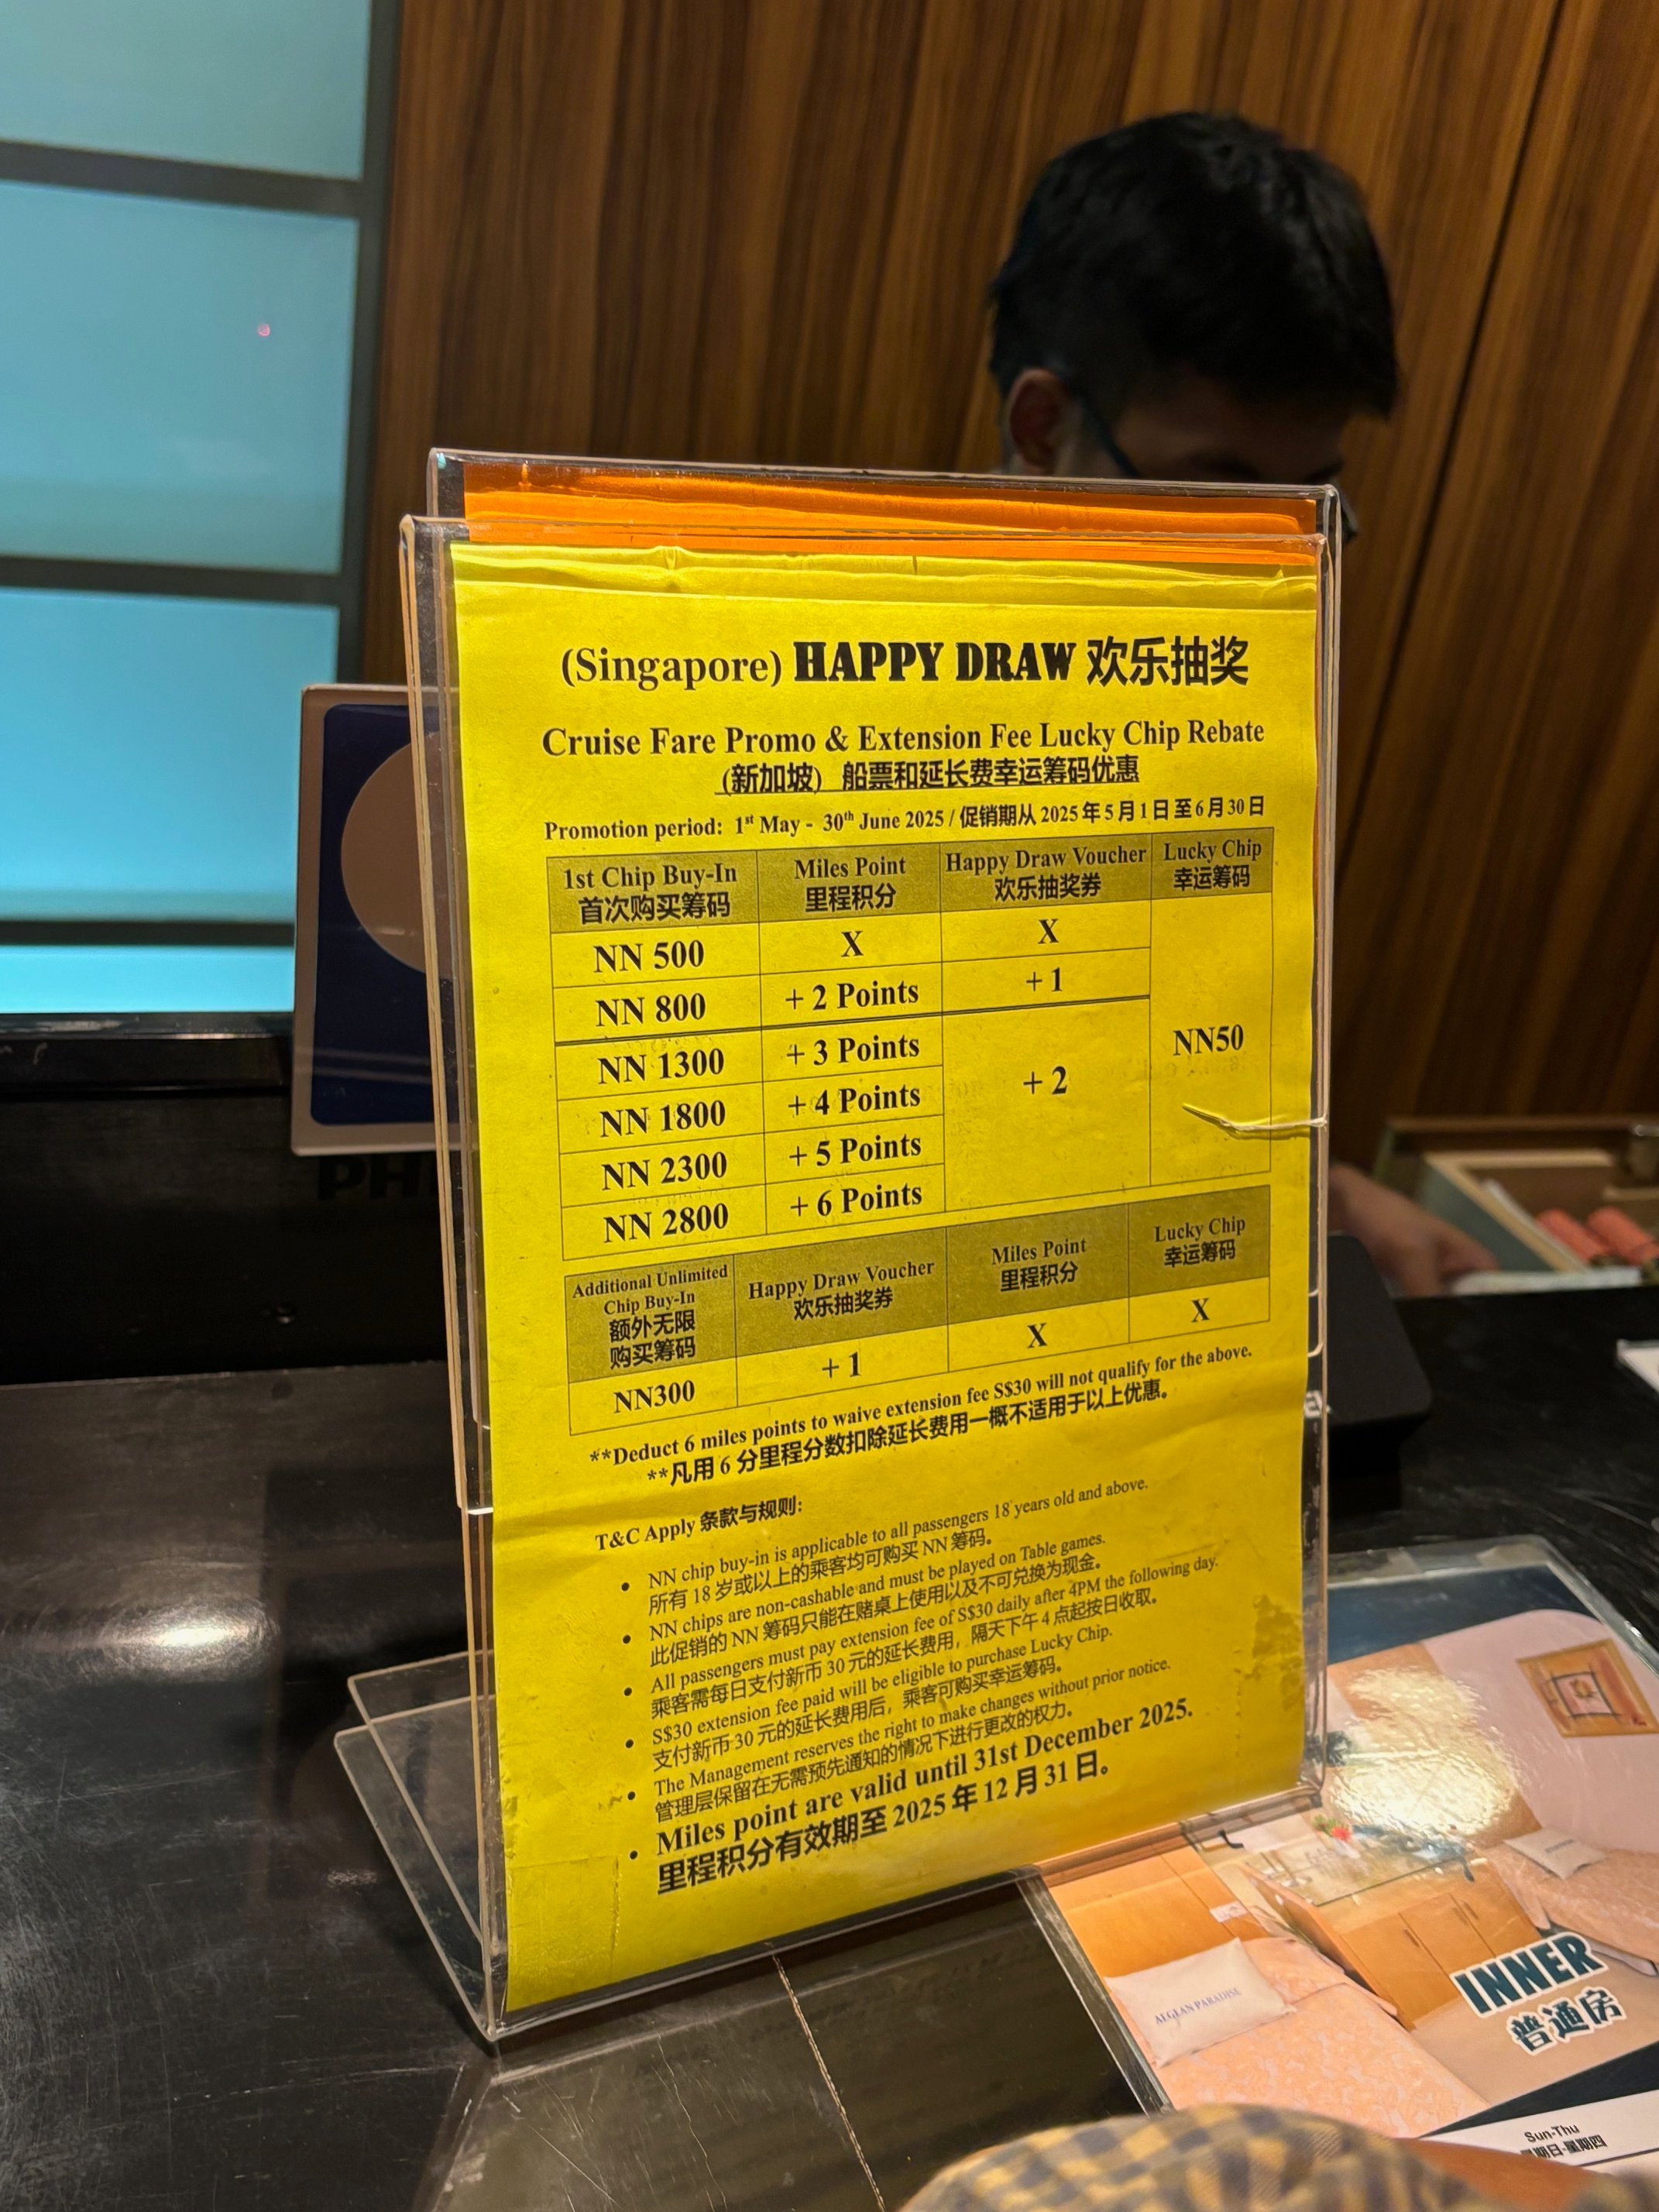 (Singapore) HAPPY DRAW 欢乐抽奖
Cruise Fare Promo & Extension Fee Lucky Chip Rebate
(新加坡) 船票和延长费幸运筹码优惠
Promotion period: 1st May - 30th June 2025 / 促销期从 2025 年 5 月 1 日 至 6 月 30 日
1st Chip Buy-In
首次购买筹码
Miles Point
里程积分
Happy Draw Voucher
欢乐抽奖券
Lucky Chip
幸运筹码
NN 500 X X
NN 800 + 2 Points + 1
NN 1300 + 3 Points
NN 1800 + 4 Points
NN 2300 + 5 Points
NN 2800 + 6 Points
+ 2
NN50
Additional Unlimited
Chip Buy-In
额外无限
购买筹码
Happy Draw Voucher
欢乐抽奖券
Miles Point
里程积分
Lucky Chip
幸运筹码
NN300 + 1 X X
**Deduct 6 miles points to waive extension fee S$30 will not qualify for the above.
**凡用 6 分里程分数扣除延长费用一概不适用于以上优惠。
T&C Apply 条款与规则:
• NN chip buy-in is applicable to all passengers 18 years old and above.
所有 18 岁或以上的乘客均可购买 NN 筹码。
• NN chips are non-cashable and must be played on Table games.
此促销的 NN 筹码只能在赌桌上使用以及不可兑换为现金。
• All passengers must pay extension fee of S$30 daily after 4PM the following day.
乘客需每日支付新币 30 元的延长费用，隔天下午 4 点起按日收取。
• S$30 extension fee paid will be eligible to purchase Lucky Chip.
支付新币 30 元的延长费用后，乘客可购买幸运筹码。
• The Management reserves the right to make changes without prior notice.
管理层保留在无需预先通知的情况下进行更改的权力。
• Miles point are valid until 31st December 2025.
里程积分有效期至 2025 年 12 月 31 日。
AEGEAN PARADISE
INNER
普通房
Sun-Thu
星期日-星期四